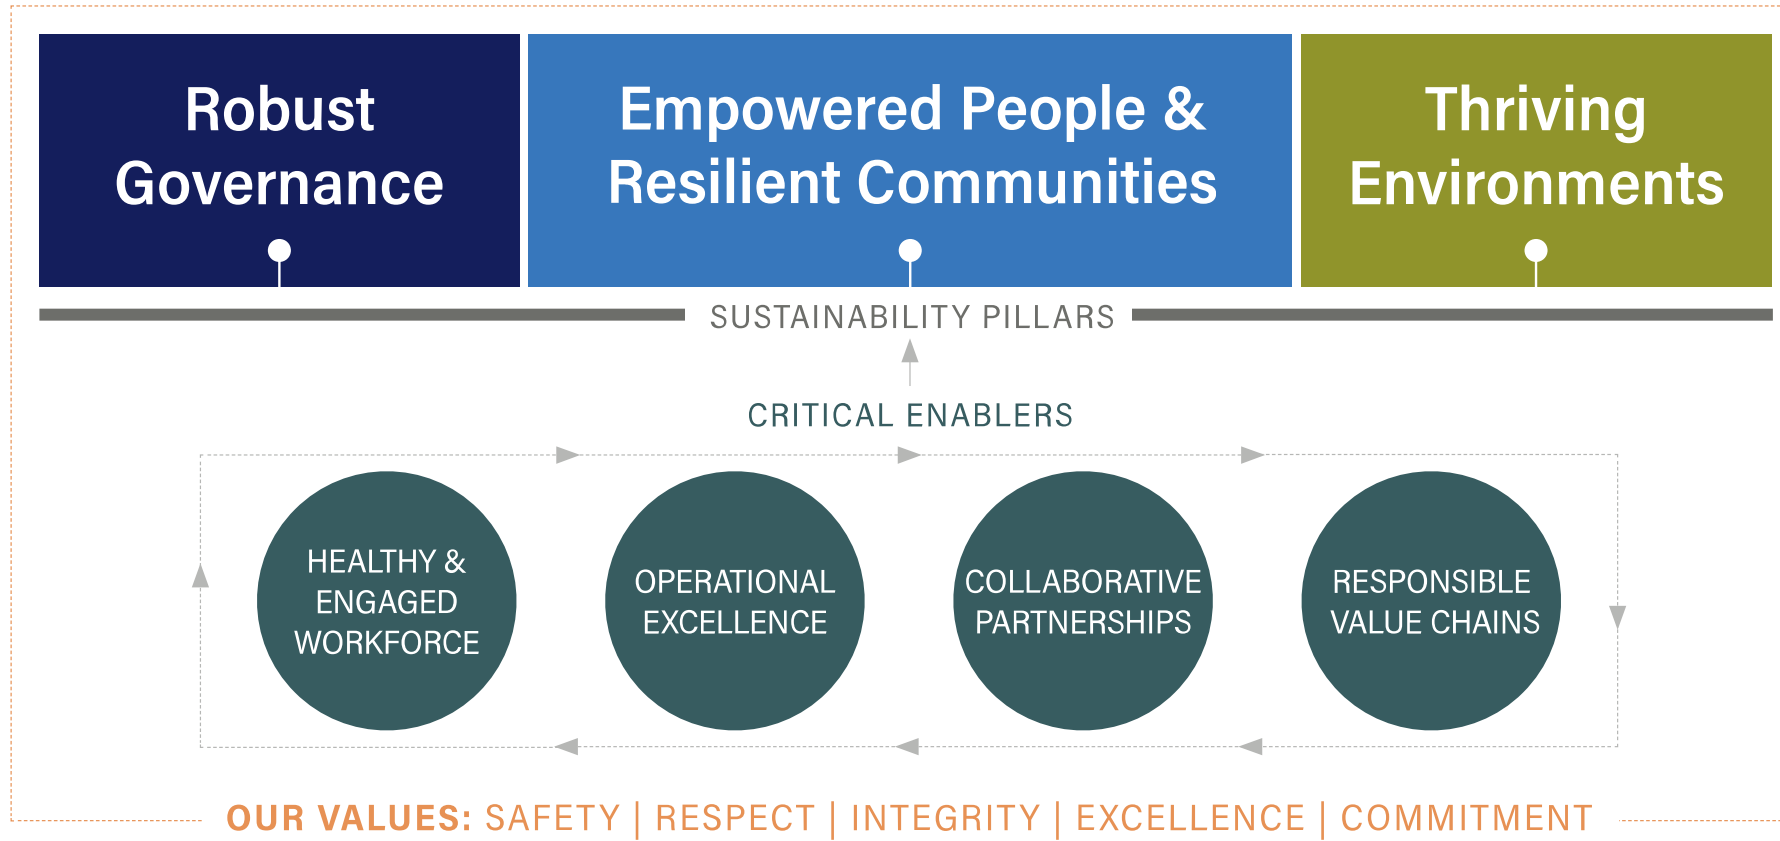 Robust
Governance
Empowered People &
Resilient Communities
Thriving
Environments
SUSTAINABILITY PILLARS
CRITICAL ENABLERS
HEALTHY &
ENGAGED
WORKFORCE
OPERATIONAL
EXCELLENCE
COLLABORATIVE
PARTNERSHIPS
RESPONSIBLE
VALUE CHAINS
OUR VALUES: SAFETY | RESPECT | INTEGRITY | EXCELLENCE | COMMITMENT